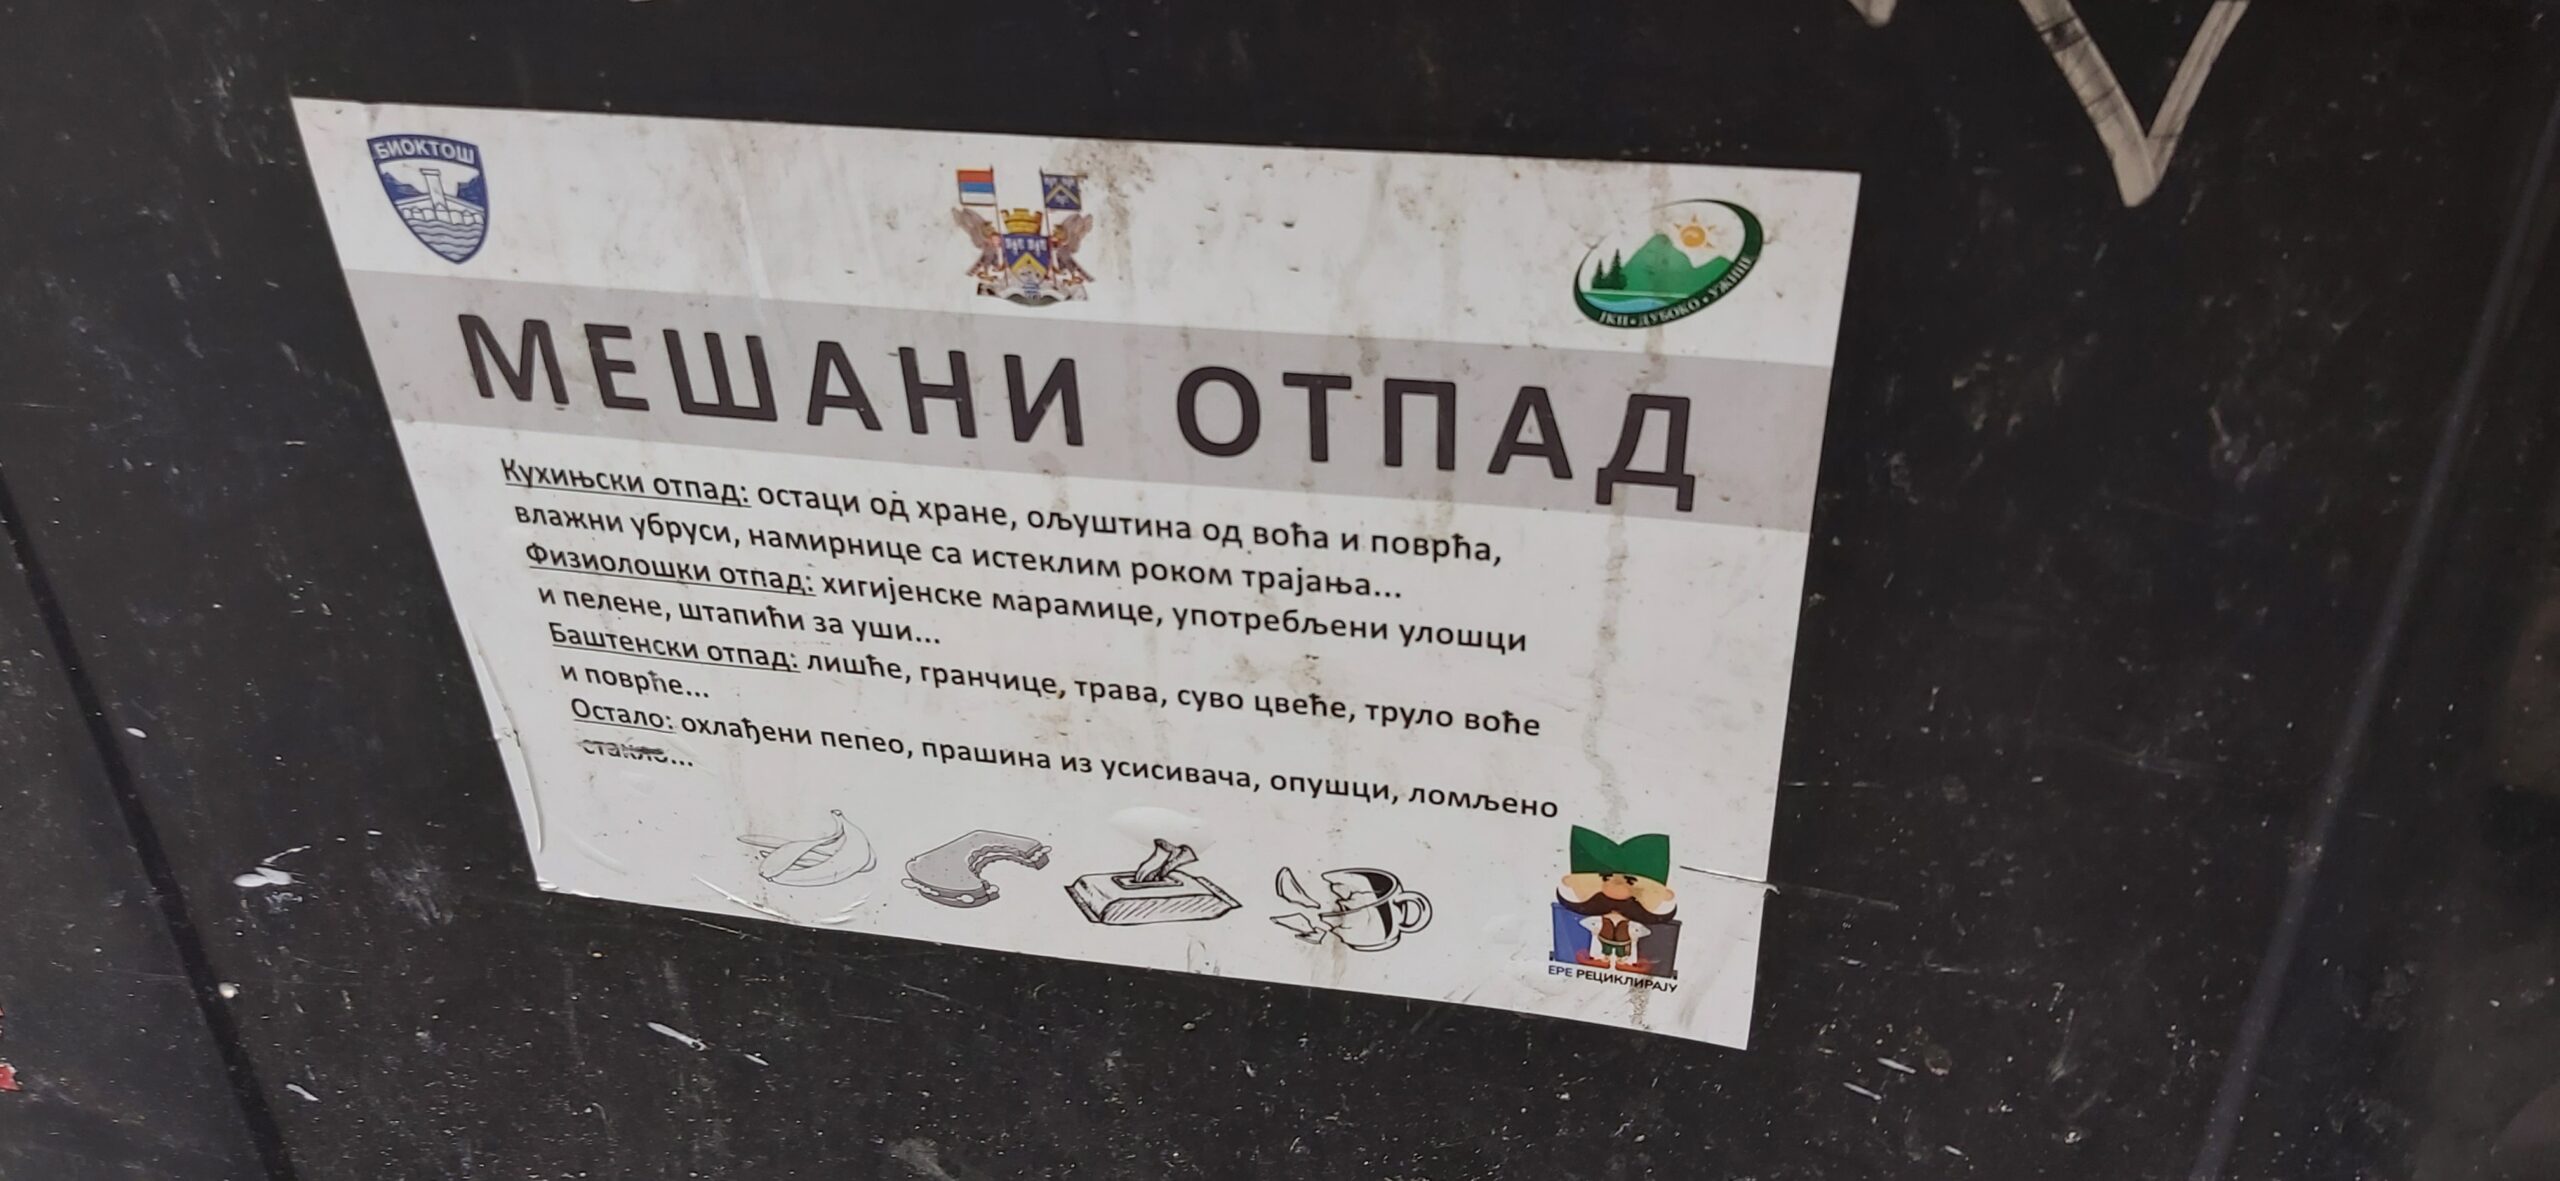 БИОКТОШ
ЈКП • ДУБОКО • УЖИЦЕ
МЕШАНИ ОТПАД
Кухињски отпад: остаци од хране, ољуштина од воћа и поврћа,
влажни убруси, намирнице са истеклим роком трајања...
Физиолошки отпад: хигијенске марамице, употребљени улошци
и пелене, штапићи за уши...
Баштенски отпад: лишће, гранчице, трава, суво цвеће, труло воће
и поврће...
Остало: охлађени пепео, прашина из усисивача, опушци, ломљено
стакло...
ЕРЕ РЕЦИКЛИРАЈУ